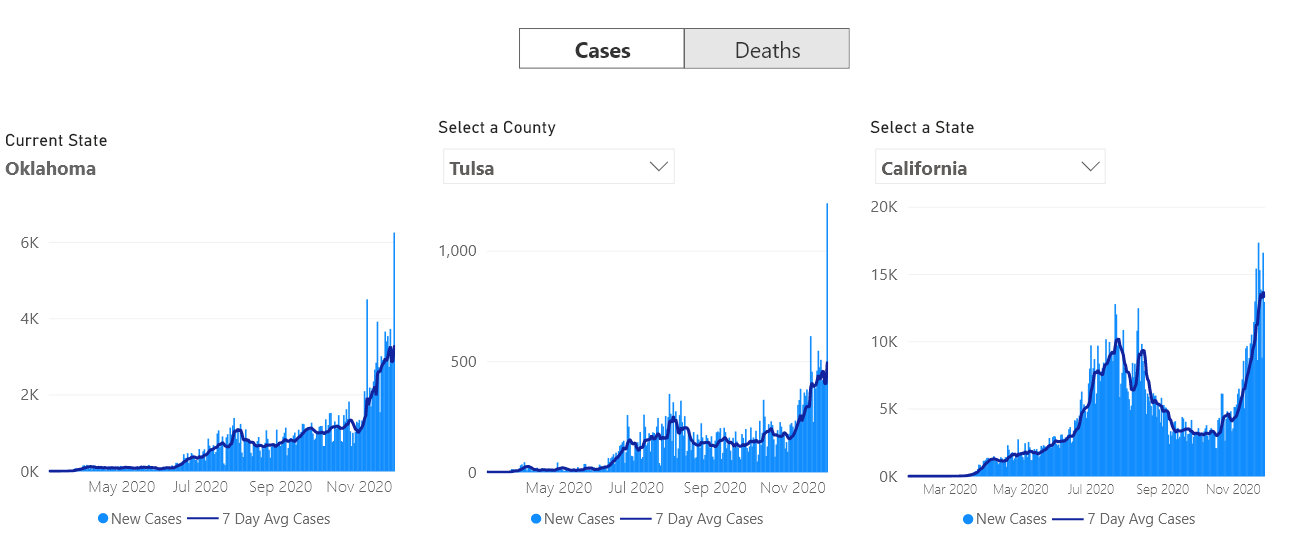 Cases Deaths
Current State
Oklahoma
6K
4K
2K
0K
May 2020 Jul 2020 Sep 2020 Nov 2020
New Cases 7 Day Avg Cases
Select a County
Tulsa
1,000
500
0
May 2020 Jul 2020 Sep 2020 Nov 2020
New Cases 7 Day Avg Cases
Select a State
California
20K
15K
10K
5K
0K
Mar 2020 May 2020 Jul 2020 Sep 2020 Nov 2020
New Cases 7 Day Avg Cases